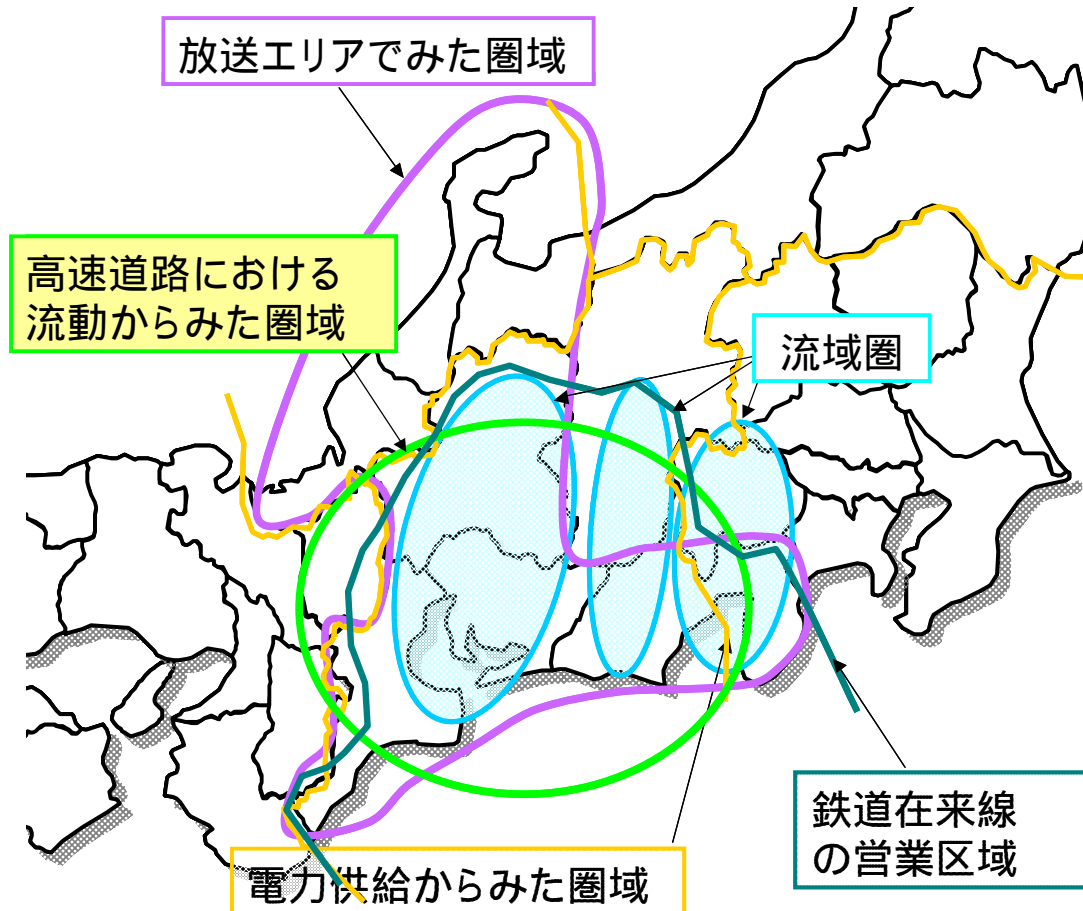 放送エリアでみた圏域
高速道路における
流動からみた圏域
流域圏
鉄道在来線
の営業区域
電力供給からみた圏域